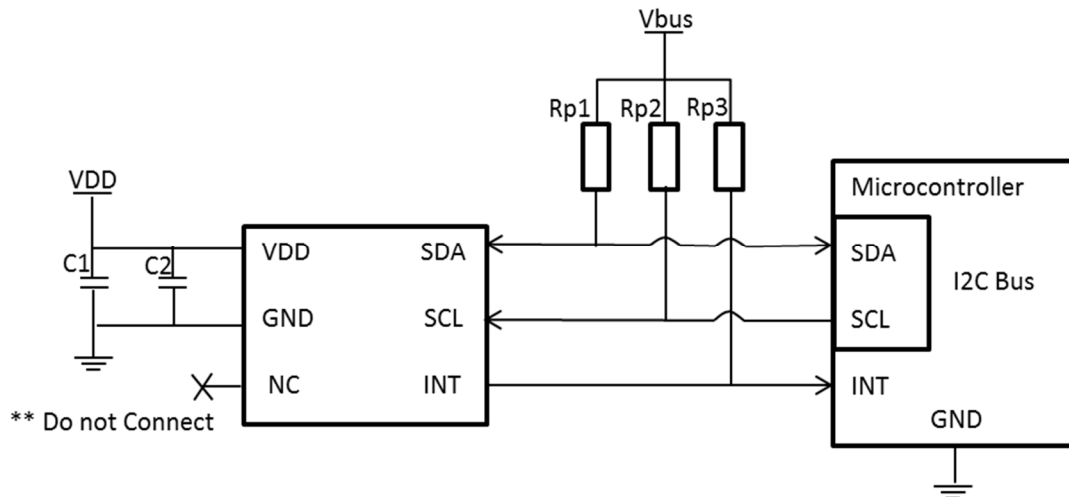 Vbus
Rp1
Rp2
Rp3
VDD
Microcontroller
C1
C2
VDD
SDA
SDA
I2C Bus
GND
SCL
SCL
NC
INT
INT
** Do not Connect
GND